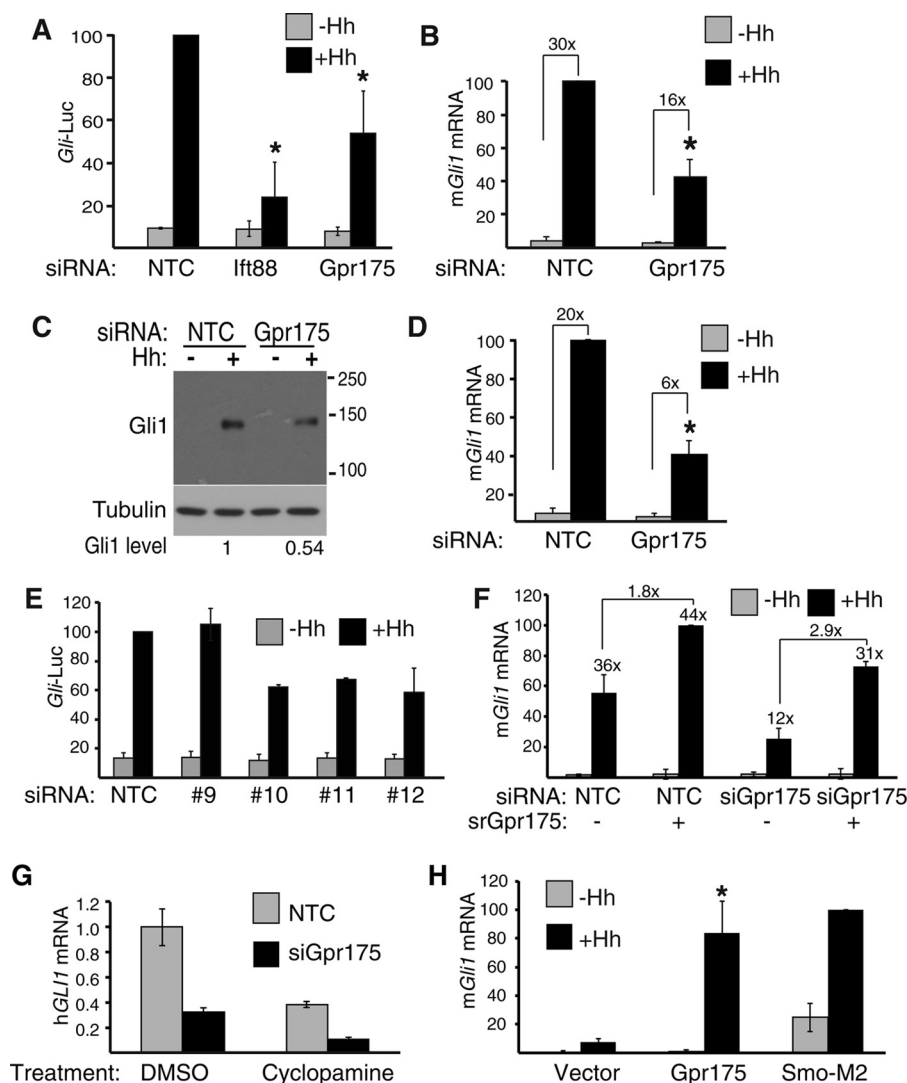 A
Gli-Luc
100
80
60
40
20
-Hh
+Hh
*
*
siRNA: NTC Ift88 Gpr175
B
mGli1 mRNA
100
80
60
40
20
-Hh
+Hh
30x
16x
*
siRNA: NTC Gpr175
C
siRNA: NTC Gpr175
Hh: - + - +
Gli1
250
150
100
Tubulin
Gli1 level 1 0.54
D
mGli1 mRNA
100
80
60
40
20
-Hh
+Hh
20x
6x
*
siRNA: NTC Gpr175
E
Gli-Luc
120
100
80
60
40
20
-Hh +Hh
siRNA: NTC #9 #10 #11 #12
F
mGli1 mRNA
120
100
80
60
40
20
-Hh +Hh
1.8x
36x
44x
2.9x
12x
31x
siRNA: NTC NTC siGpr175 siGpr175
srGpr175: - + - +
G
hGLI1 mRNA
1.2
1.0
0.8
0.6
0.4
0.2
NTC
siGpr175
Treatment: DMSO Cyclopamine
H
mGli1 mRNA
120
100
80
60
40
20
-Hh
+Hh
*
Vector Gpr175 Smo-M2